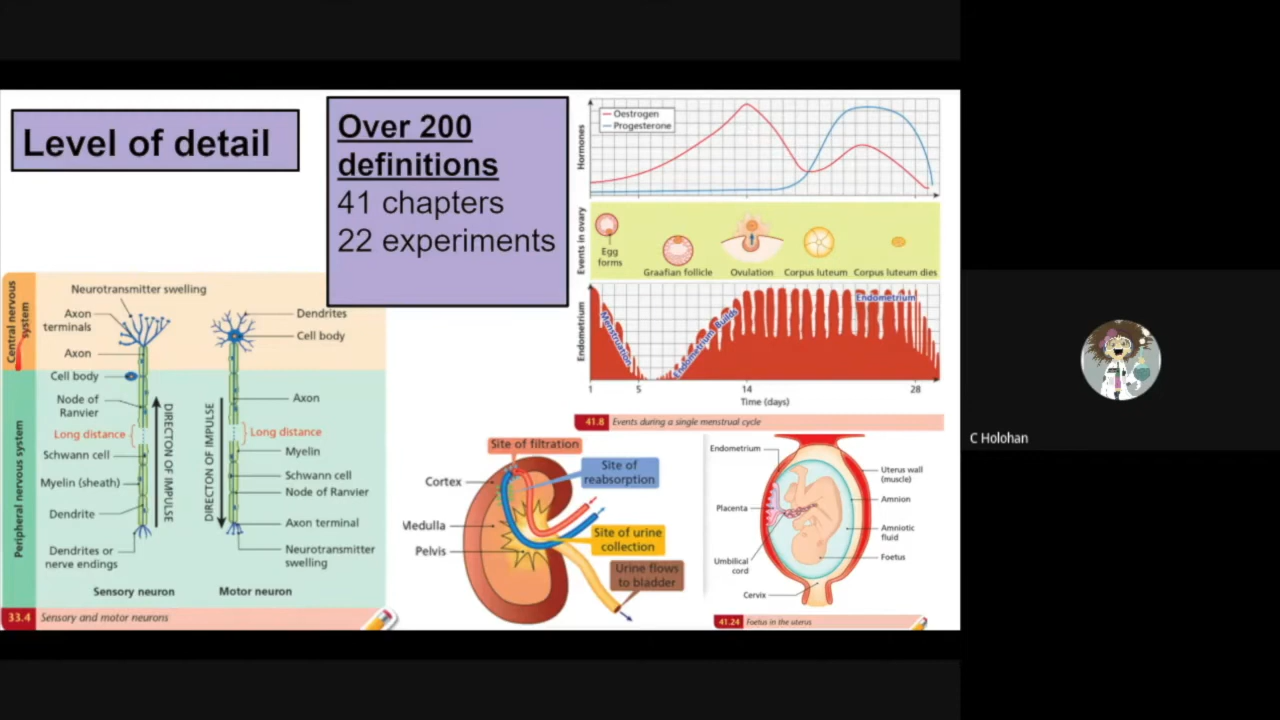 Level of detail
Over 200
definitions
41 chapters
22 experiments
Central nervous
system
Peripheral nervous system
Neurotransmitter swelling
Axon
terminals
Axon
Cell body
Node of
Ranvier
Long distance
Schwann cell
Myelin (sheath)
Dendrite
Dendrites or
nerve endings
DIRECTON OF IMPULSE
Sensory neuron
DIRECTON OF IMPULSE
Dendrites
Cell body
Axon
Long distance
Myelin
Schwann cell
Node of Ranvier
Axon terminal
Neurotransmitter
swelling
Motor neuron
33.4 Sensory and motor neurons
Hormones
Oestrogen
Progesterone
Events in ovary
Egg
forms
Graafian follicle
Ovulation
Corpus luteum
Corpus luteum dies
Endometrium
Menstruation
Endometrium Builds
Endometrium
1 5 14 28
Time (days)
41.8 Events during a single menstrual cycle
Site of filtration
Site of
reabsorption
Cortex
Medulla
Pelvis
Site of urine
collection
Urine flows
to bladder
Endometrium
Placenta
Umbilical
cord
Cervix
Uterus wall
(muscle)
Amnion
Amniotic
fluid
Foetus
41.24 Foetus in the uterus
C Holohan